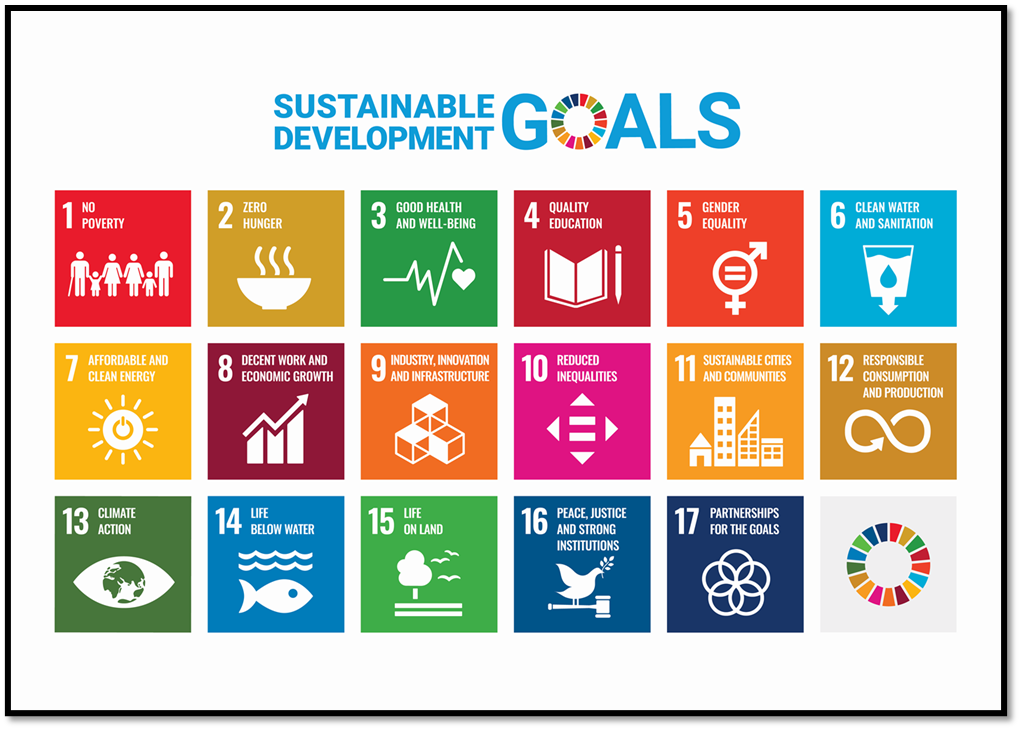 SUSTAINABLE
DEVELOPMENT
GOALS
1 NO
POVERTY
2 ZERO
HUNGER
3 GOOD HEALTH
AND WELL-BEING
4 QUALITY
EDUCATION
5 GENDER
EQUALITY
6 CLEAN WATER
AND SANITATION
7 AFFORDABLE AND
CLEAN ENERGY
8 DECENT WORK AND
ECONOMIC GROWTH
9 INDUSTRY, INNOVATION
AND INFRASTRUCTURE
10 REDUCED
INEQUALITIES
11 SUSTAINABLE CITIES
AND COMMUNITIES
12 RESPONSIBLE
CONSUMPTION
AND PRODUCTION
13 CLIMATE
ACTION
14 LIFE
BELOW WATER
15 LIFE
ON LAND
16 PEACE, JUSTICE
AND STRONG
INSTITUTIONS
17 PARTNERSHIPS
FOR THE GOALS